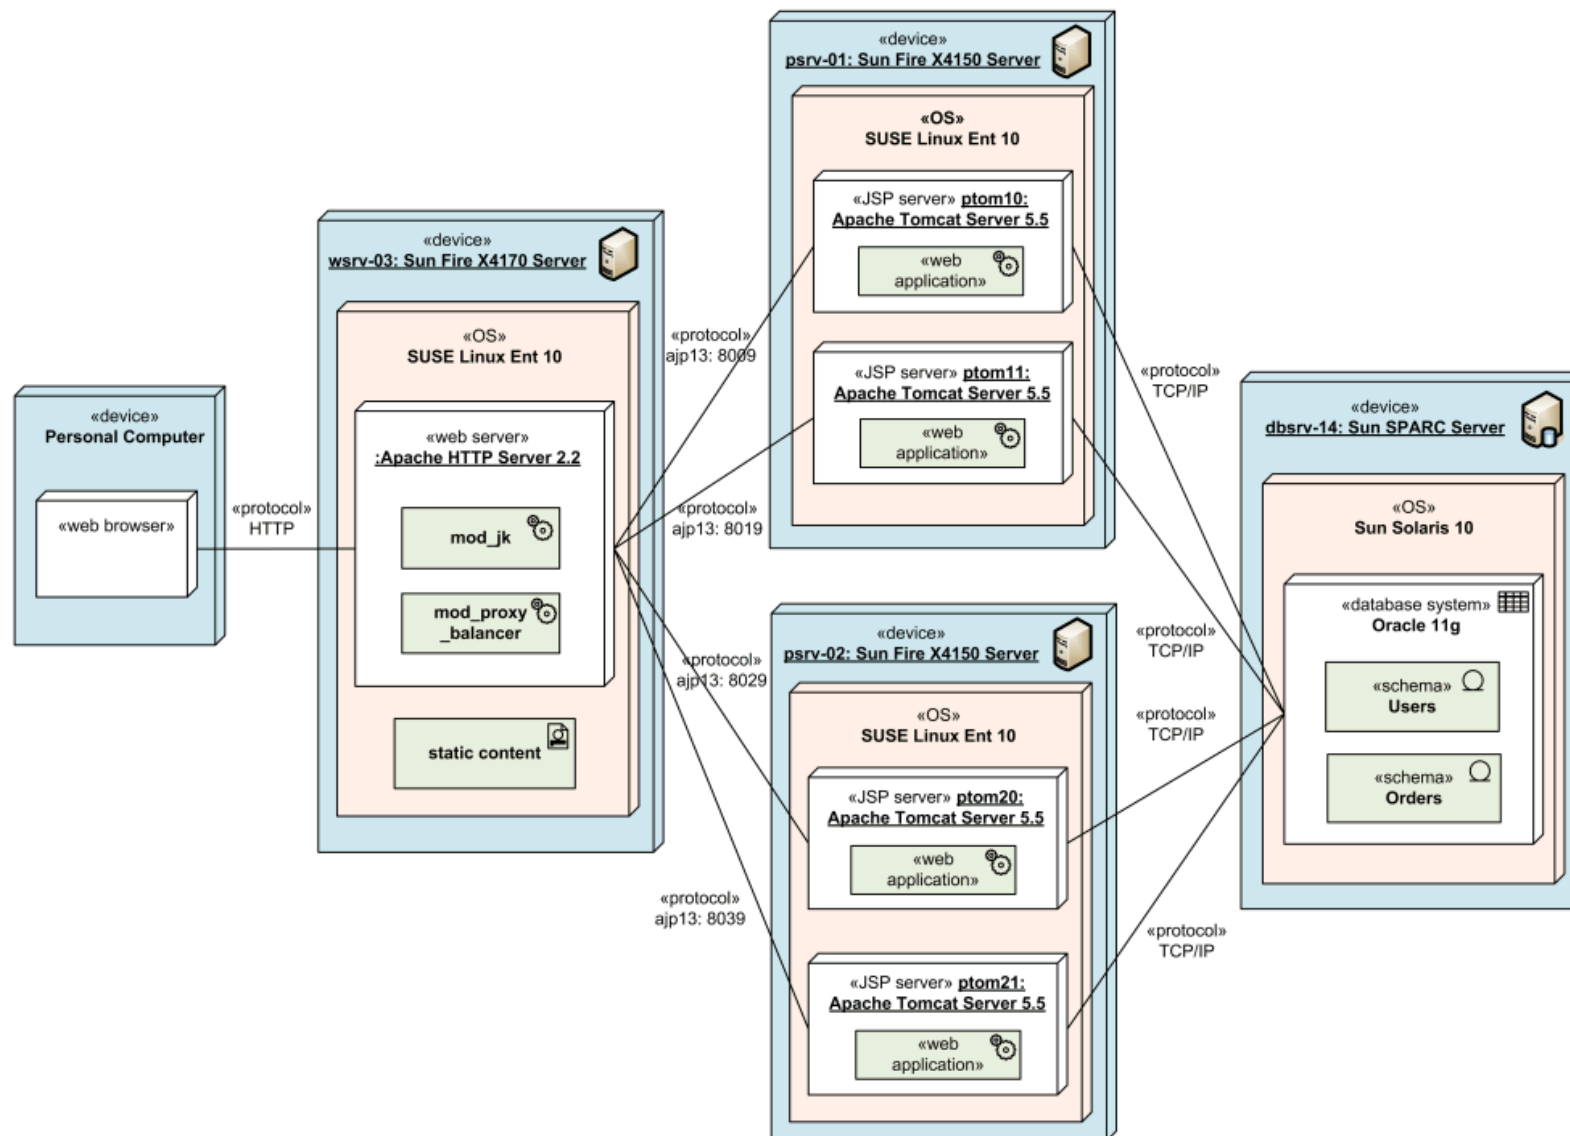 «device»
Personal Computer
«web browser»
«protocol»
HTTP
«device»
wsrv-03: Sun Fire X4170 Server
«OS»
SUSE Linux Ent 10
«web server»
:Apache HTTP Server 2.2
mod_jk
mod_proxy
_balancer
static content
«protocol»
ajp13: 8009
«protocol»
ajp13: 8019
«protocol»
ajp13: 8029
«protocol»
ajp13: 8039
«device»
psrv-01: Sun Fire X4150 Server
«OS»
SUSE Linux Ent 10
«JSP server» ptom10:
Apache Tomcat Server 5.5
«web
application»
«JSP server» ptom11:
Apache Tomcat Server 5.5
«web
application»
«device»
psrv-02: Sun Fire X4150 Server
«OS»
SUSE Linux Ent 10
«JSP server» ptom20:
Apache Tomcat Server 5.5
«web
application»
«JSP server» ptom21:
Apache Tomcat Server 5.5
«web
application»
«protocol»
TCP/IP
«protocol»
TCP/IP
«protocol»
TCP/IP
«protocol»
TCP/IP
«device»
dbsrv-14: Sun SPARC Server
«OS»
Sun Solaris 10
«database system»
Oracle 11g
«schema»
Users
«schema»
Orders